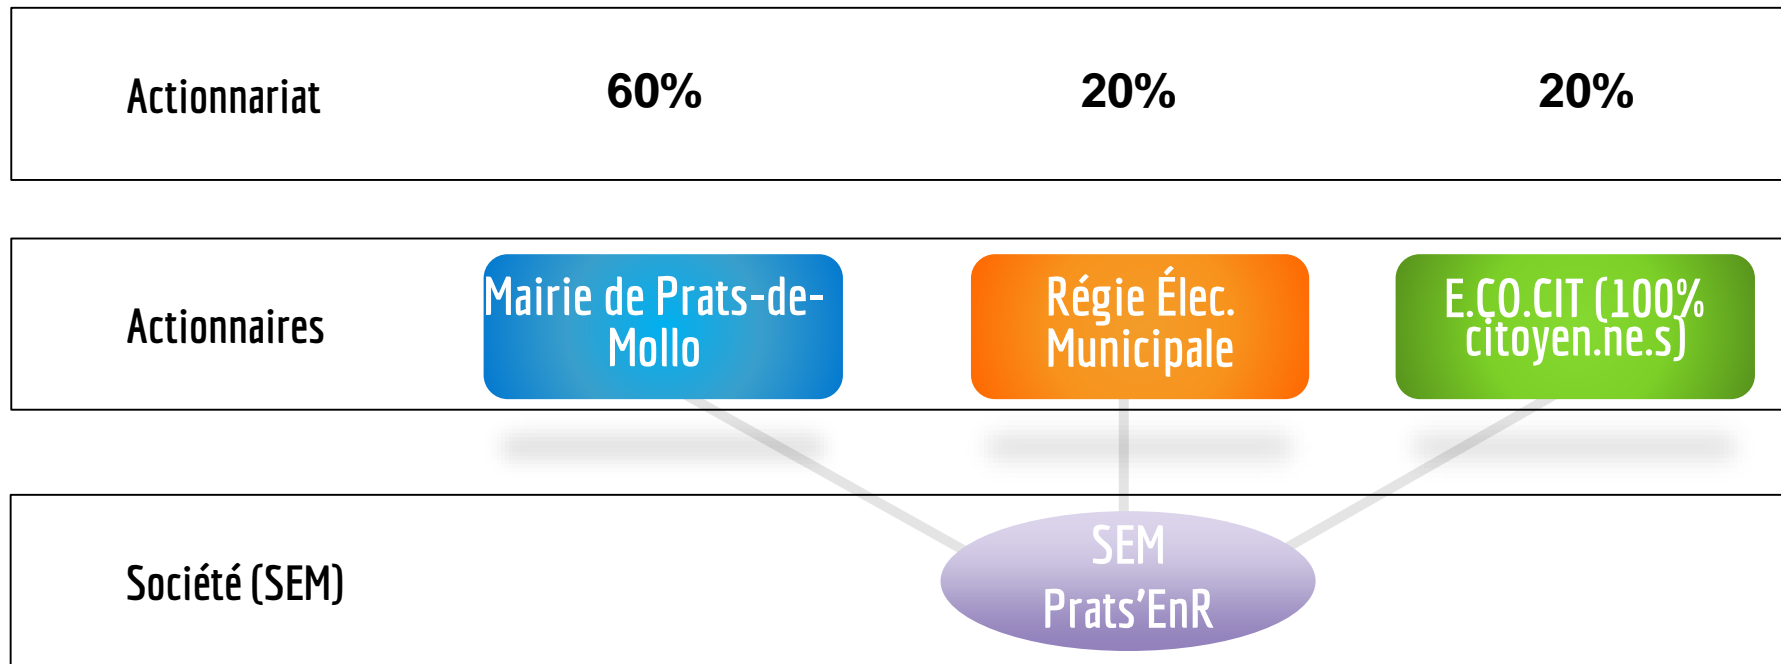 Actionnariat
60%
20%
20%
Actionnaires
Mairie de Prats-de-
Mollo
Régie Élec.
Municipale
E.CO.CIT (100%
citoyen.ne.s)
Société (SEM)
SEM
Prats'EnR